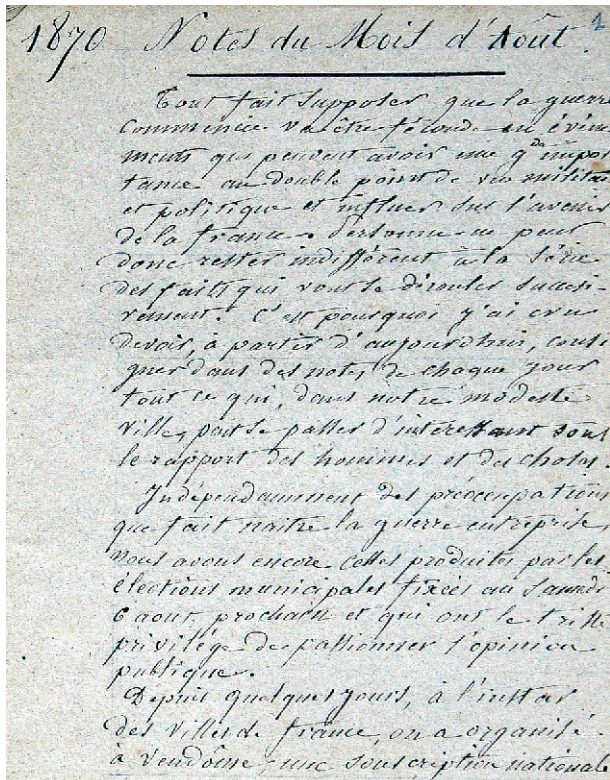 1
1870 Notes du Mois d'Août.
Tout fait supposer que la guerre
commencée va être féconde en évène
ments qui peuvent avoir une gde impor
tance au double point de vue militai
et politique et influer sur l'avenir
de la france. Personne ne peut
donc rester indifférent à la série
des faits qui vont se dérouler successi-
vement. C'est pourquoi j'ai cru
devoir, à partir d'aujourd'hui, consi
gner dans des notes de chaque jour
tout ce qui, dans notre modeste
ville, peut se passer d'intéressant sous
le rapport des hommes et des choses.
Indépendamment des préoccupations
que fait naître la guerre entreprise,
nous avons encore celles produites par les
élections municipales fixées au samedi
6 aout prochain et qui ont le triste
privilége de passionner l'opinion
publique.
Depuis quelques jours, à l'instar
des villes de france, on a organisé
à Vendôme, une souscription nationale